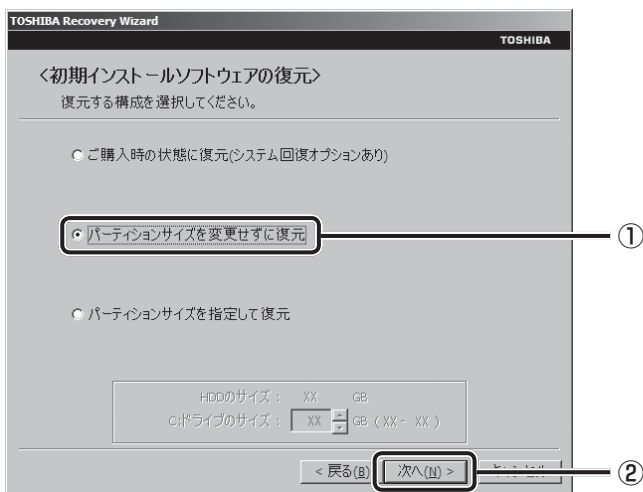 TOSHIBA Recovery Wizard
TOSHIBA
<初期インストールソフトウェアの復元>
復元する構成を選択してください。
ご購入時の状態に復元(システム回復オプションあり)
パーティションサイズを変更せずに復元
①
パーティションサイズを指定して復元
HDDのサイズ： XX GB
C:ドライブのサイズ： XX GB ( XX - XX )
< 戻る(B) 次へ(N) >
②